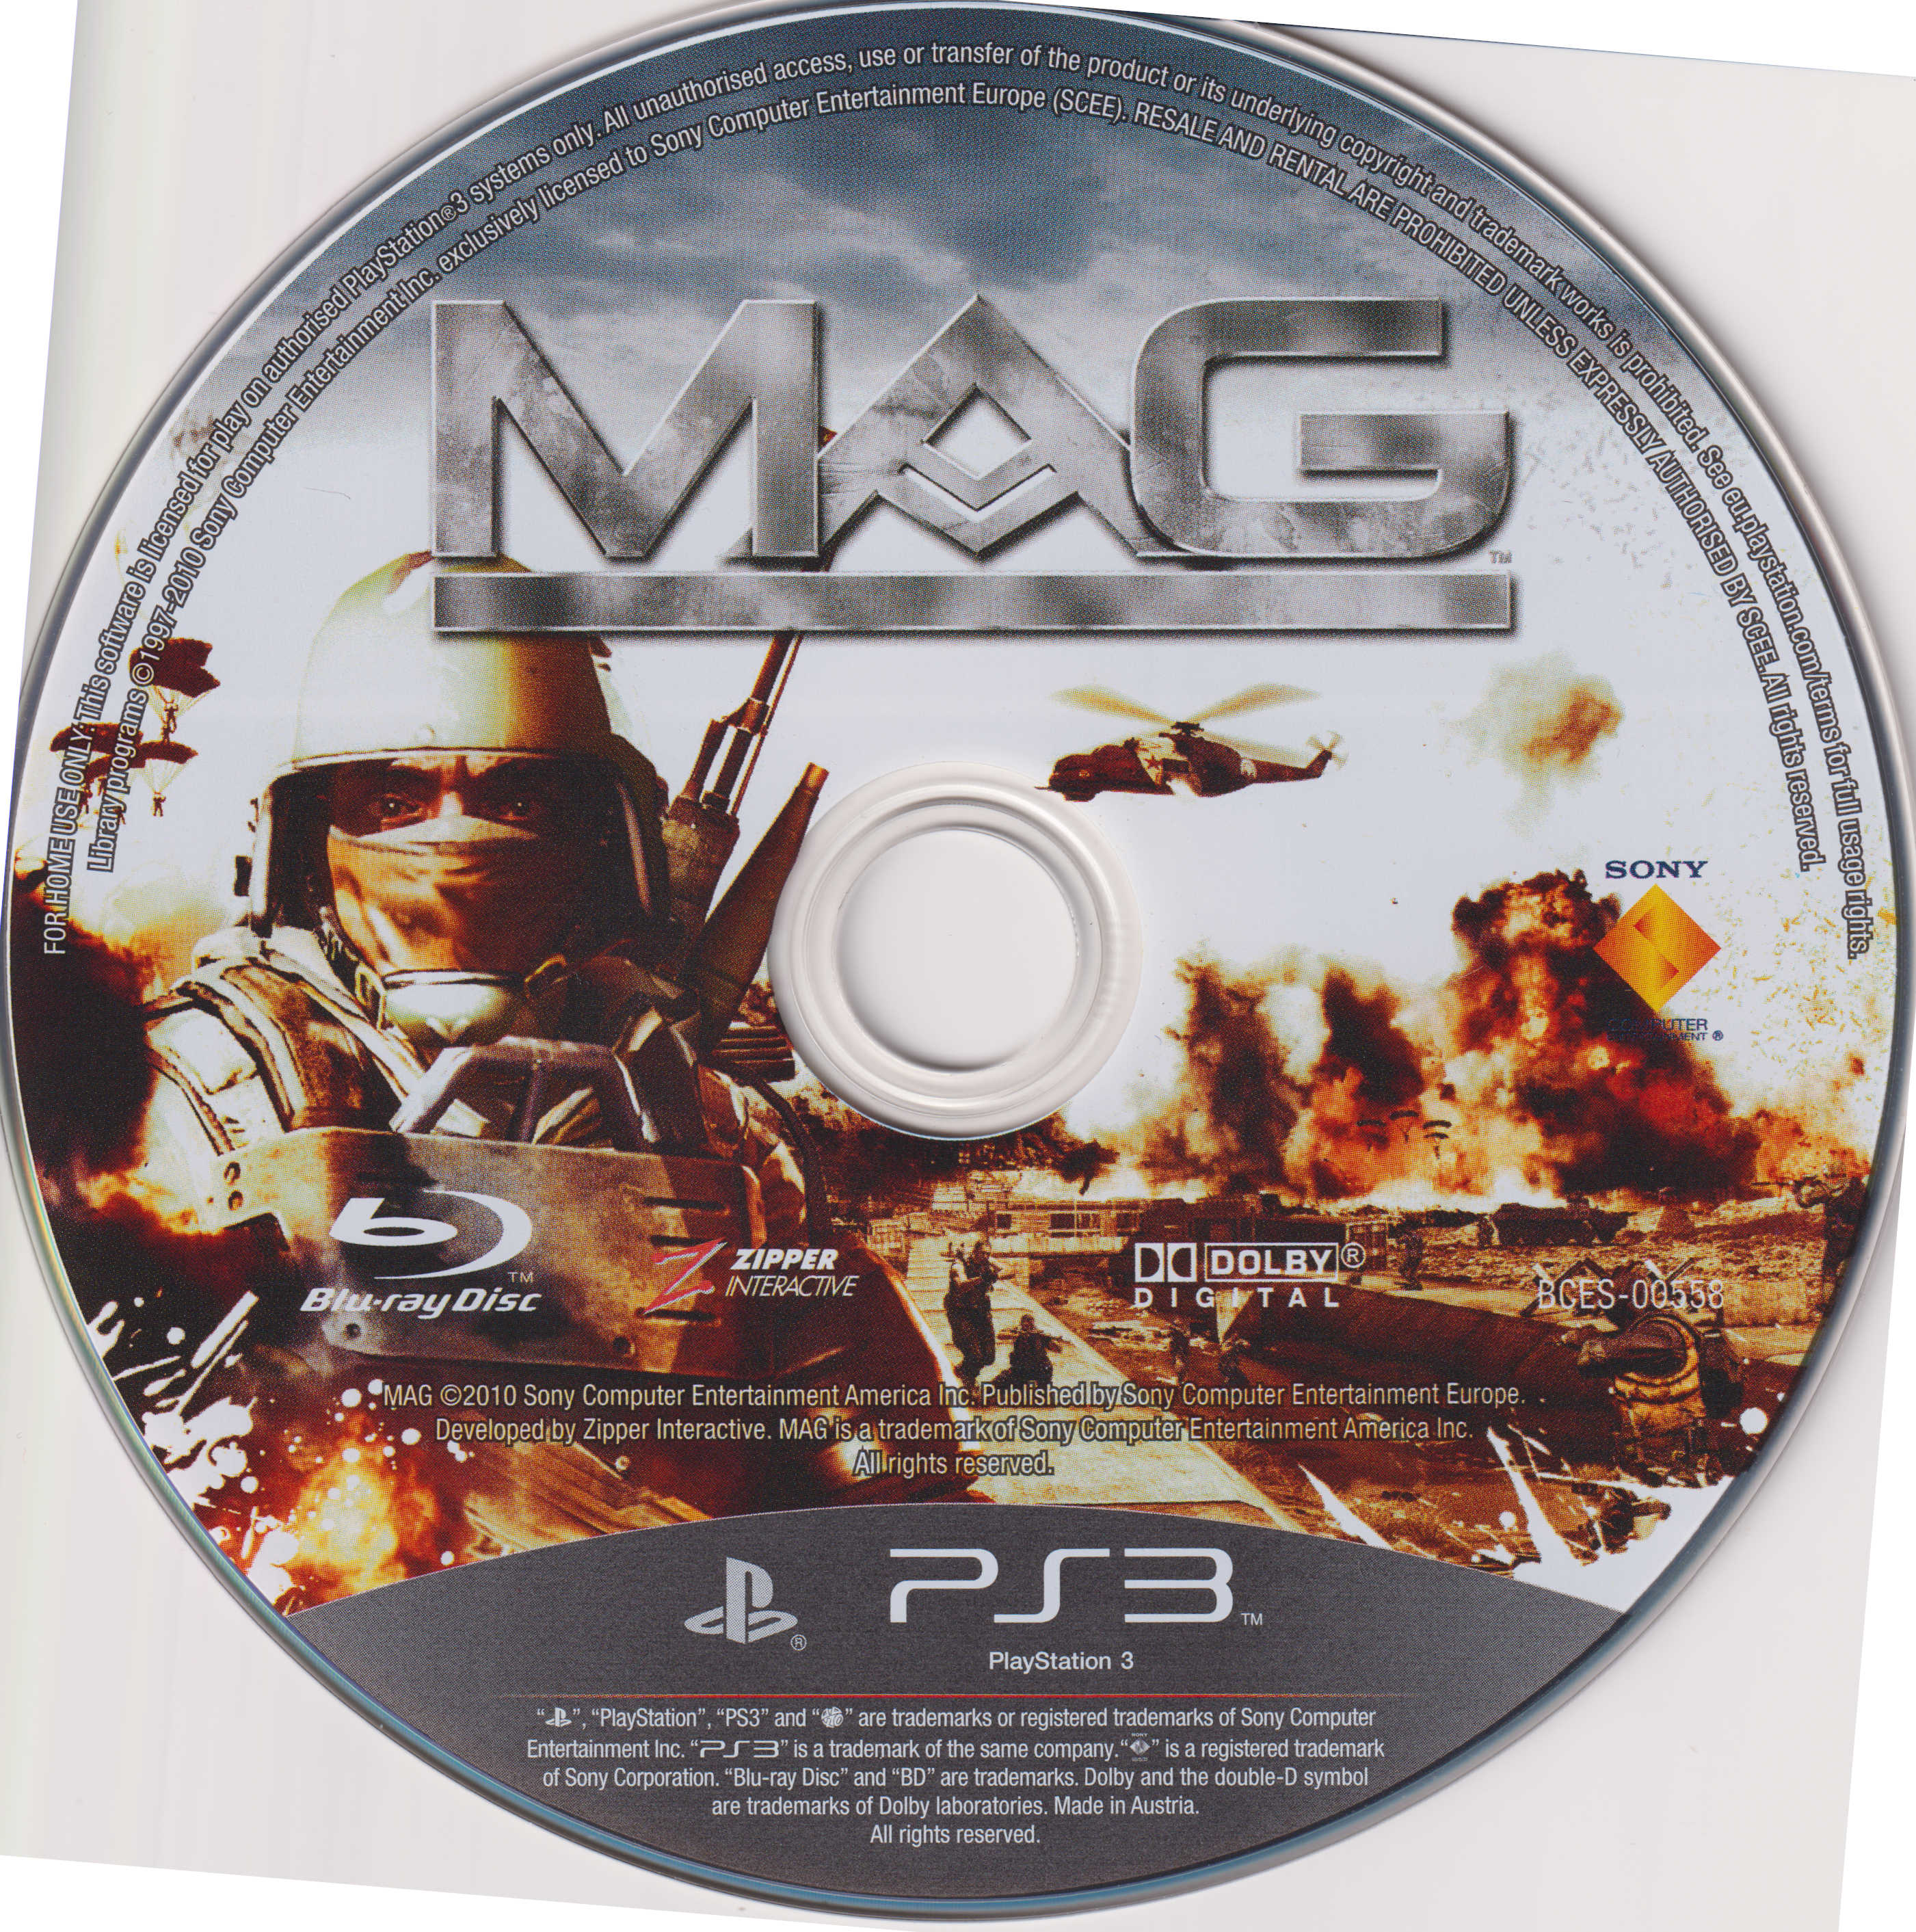 FOR HOME USE ONLY. This software is licensed for play on authorised PlayStation®3 systems only. All unauthorised access, use or transfer of the product or its underlying copyright and trademark works is prohibited. See eu.playstation.com/terms for full usage rights.
Library programs ©1997-2010 Sony Computer Entertainment Inc. exclusively licensed to Sony Computer Entertainment Europe (SCEE). RESALE AND RENTAL ARE PROHIBITED UNLESS EXPRESSLY AUTHORISED BY SCEE. All rights reserved.
MAG™
SONY
COMPUTER
ENTERTAINMENT ®
Blu-ray Disc™
ZIPPER
INTERACTIVE
DOLBY®
DIGITAL
BCES-00558
MAG ©2010 Sony Computer Entertainment America Inc. Published by Sony Computer Entertainment Europe.
Developed by Zipper Interactive. MAG is a trademark of Sony Computer Entertainment America Inc.
All rights reserved.
®
PS3™
PlayStation 3
“ ”, “PlayStation”, “PS3” and “ ” are trademarks or registered trademarks of Sony Computer
Entertainment Inc. “PS3” is a trademark of the same company. “ ” is a registered trademark
of Sony Corporation. “Blu-ray Disc” and “BD” are trademarks. Dolby and the double-D symbol
are trademarks of Dolby laboratories. Made in Austria.
All rights reserved.